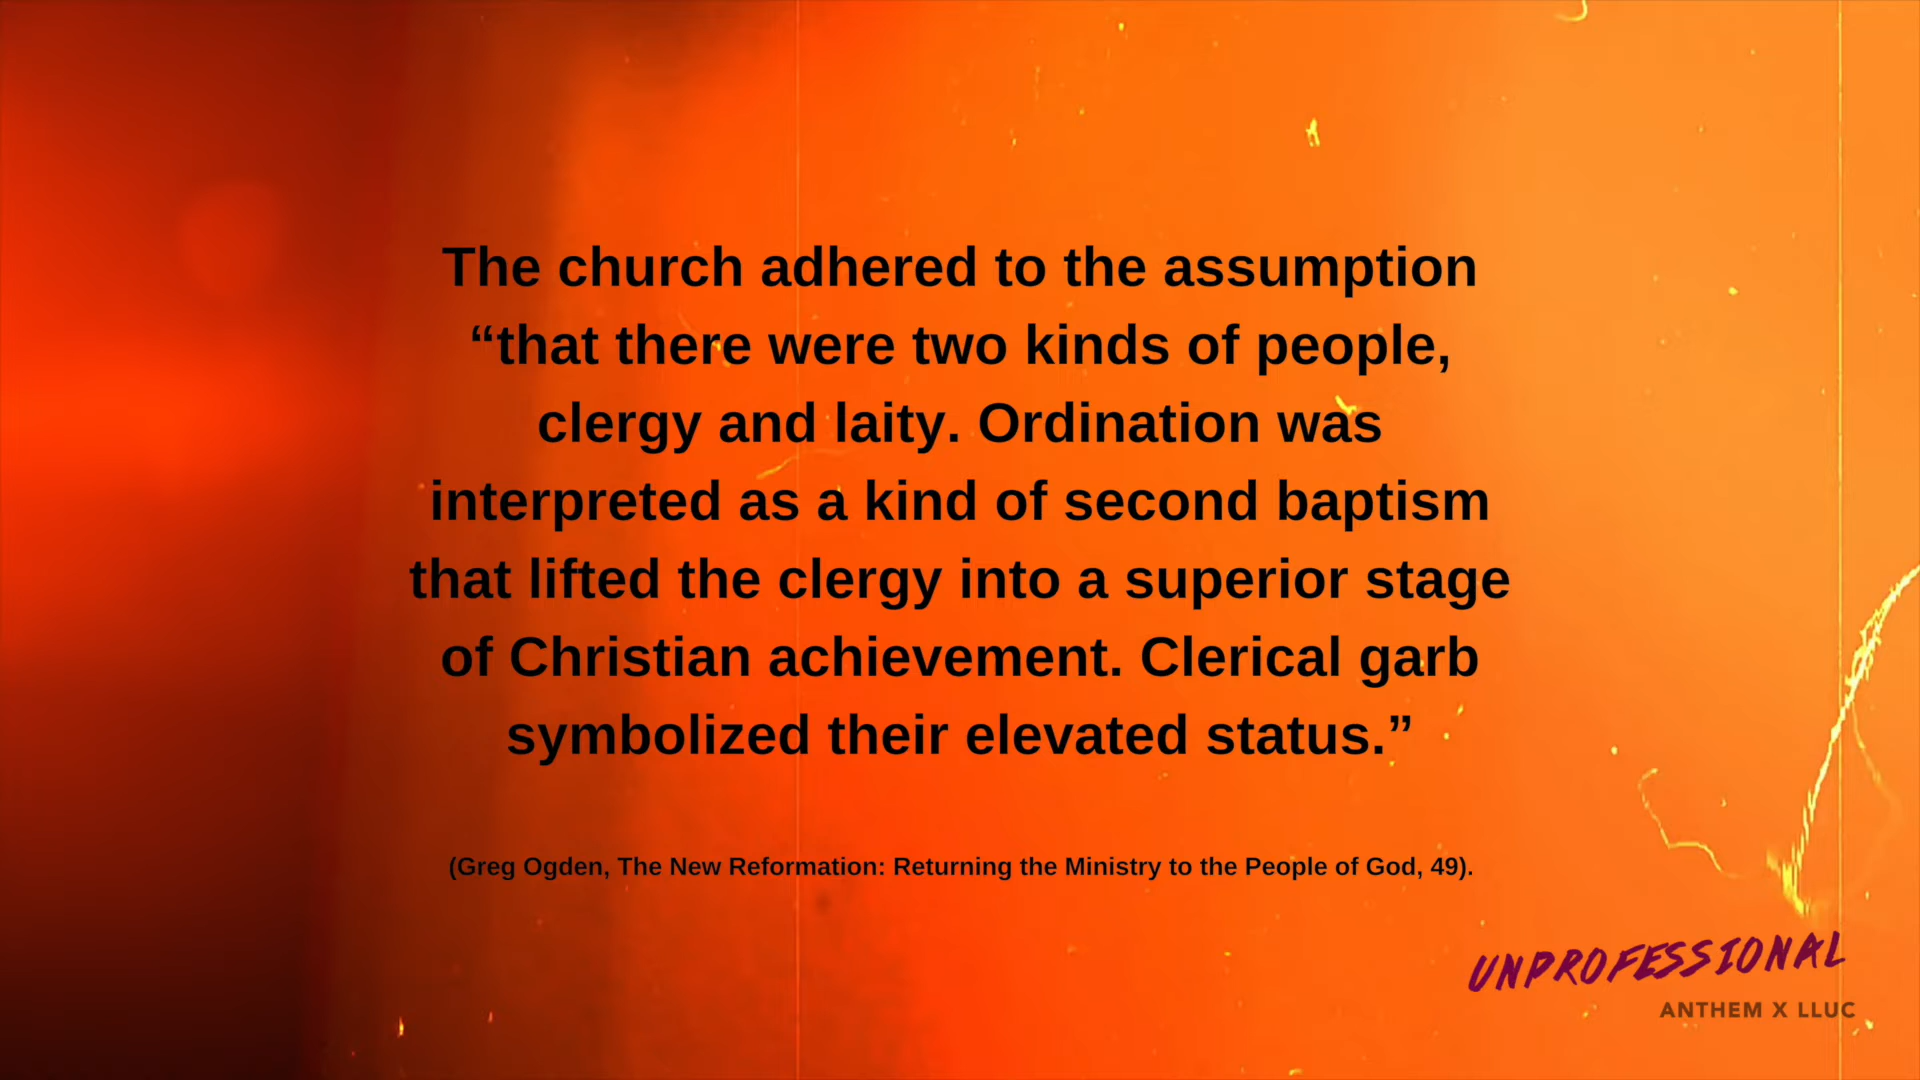 The church adhered to the assumption
“that there were two kinds of people,
clergy and laity. Ordination was
interpreted as a kind of second baptism
that lifted the clergy into a superior stage
of Christian achievement. Clerical garb
symbolized their elevated status.”
(Greg Ogden, The New Reformation: Returning the Ministry to the People of God, 49).
UNPROFESSIONAL
ANTHEM X LLUC